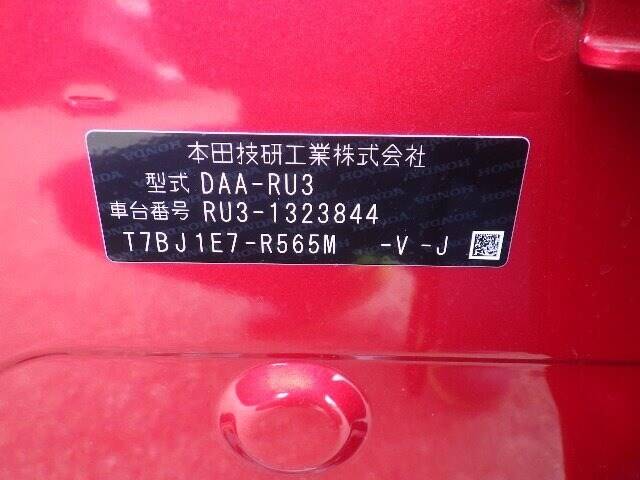 本田技研工業株式会社
型式 DAA-RU3
車台番号 RU3-1323844
T7BJ1E7-R565M -V -J